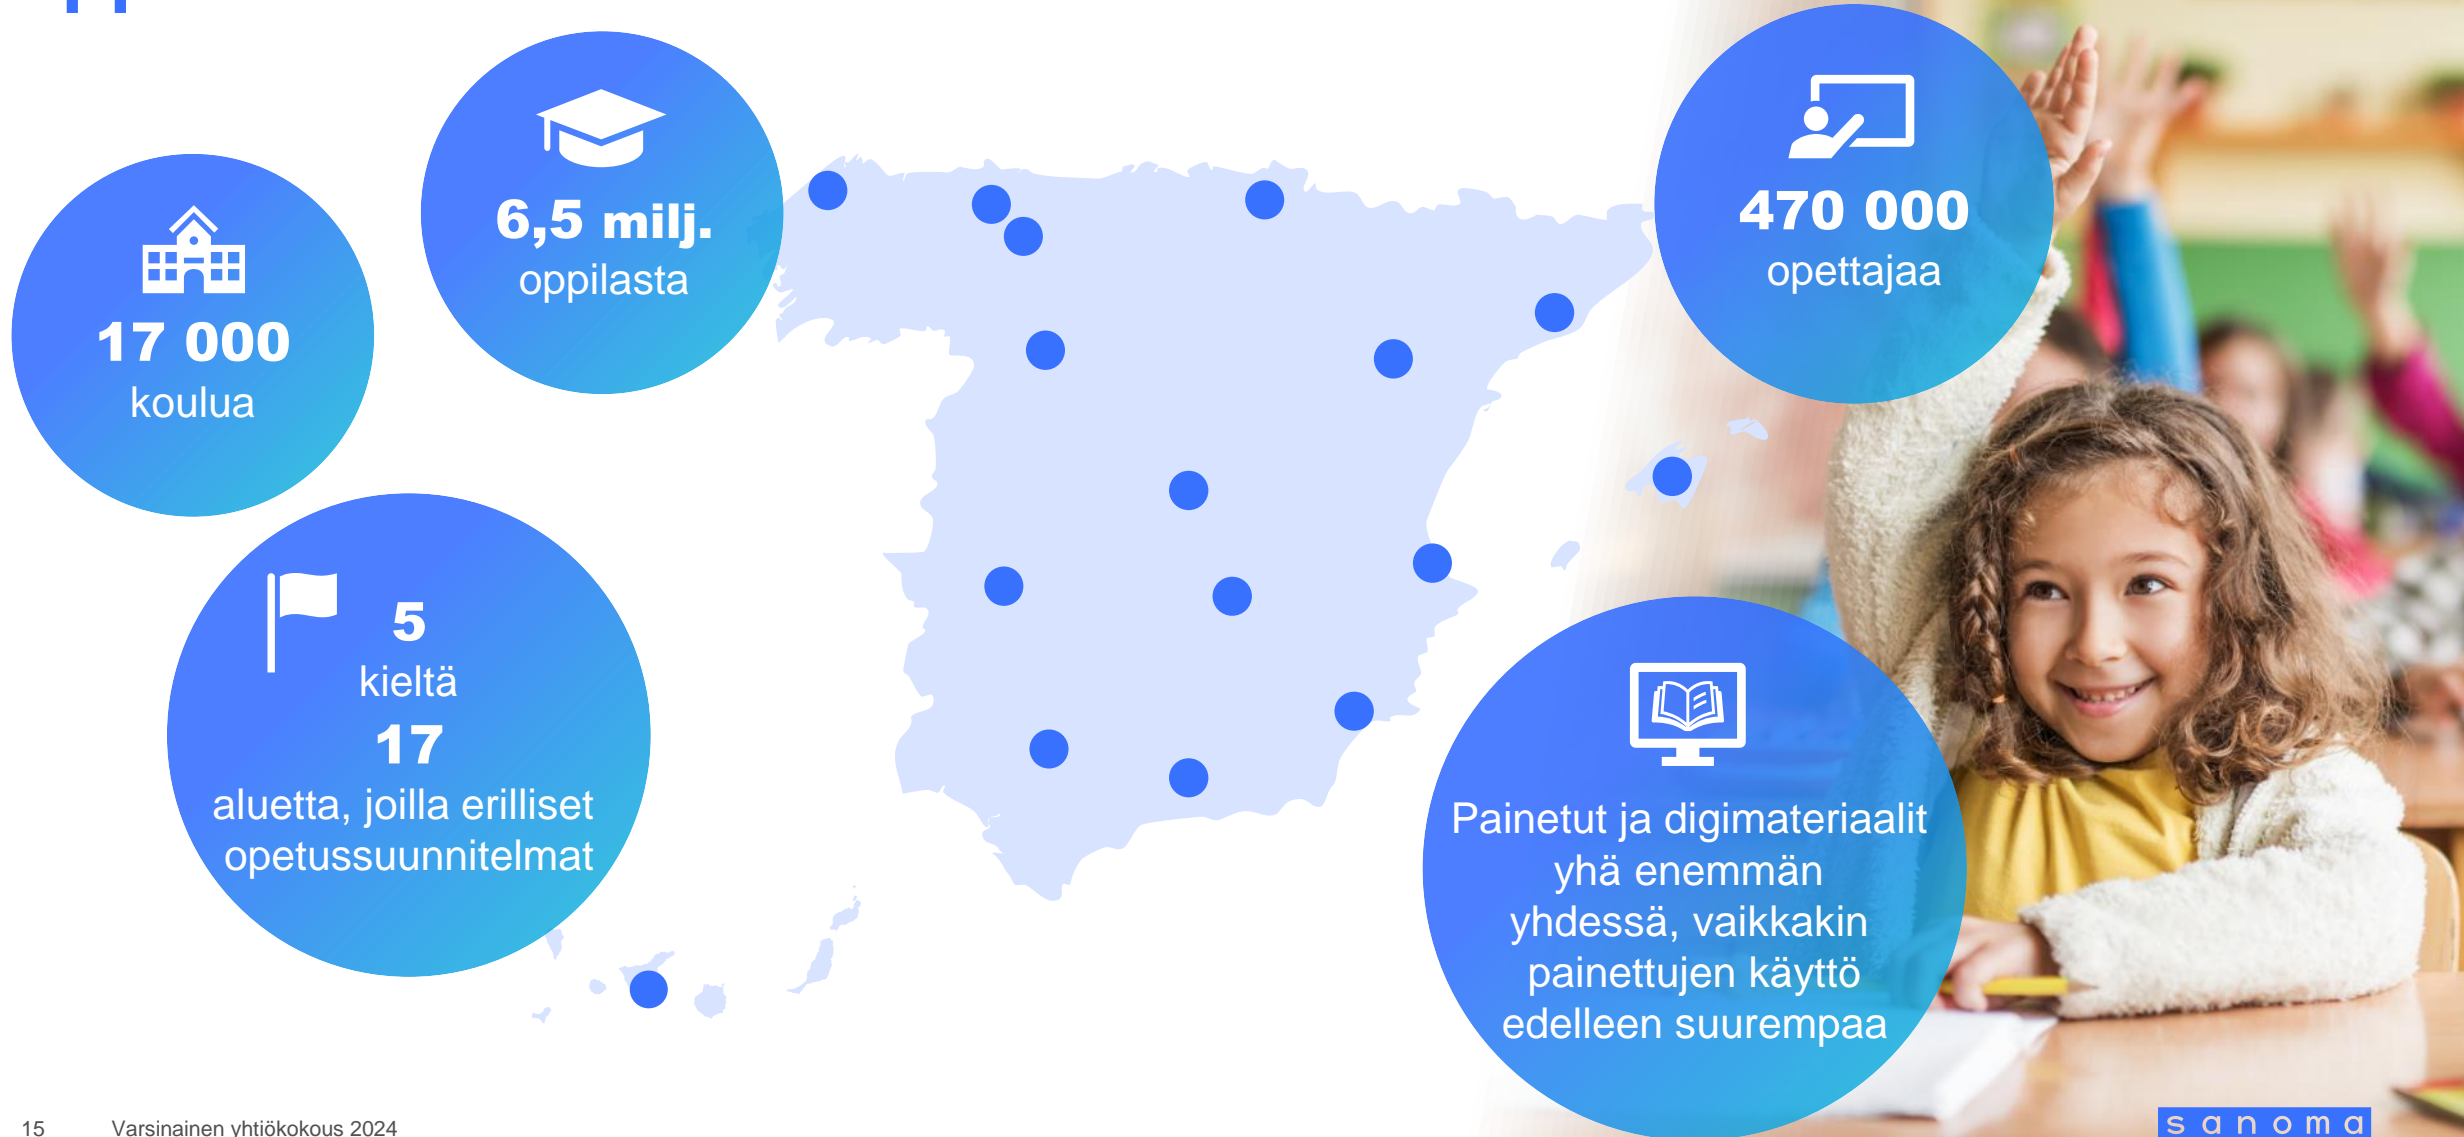 6,5 milj.
oppilasta
470 000
opettajaa
17 000
koulua
5
kieltä
17
aluetta, joilla erilliset
opetussuunnitelmat
Painetut ja digimateriaalit
yhä enemmän
yhdessä, vaikkakin
painettujen käyttö
edelleen suurempaa
15 Varsinainen yhtiökokous 2024
sanoma